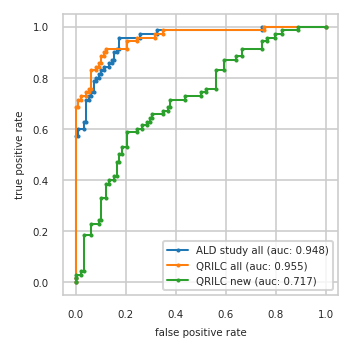 1.0
0.8
0.6
0.4
0.2
0.0
true positive rate
ALD study all (auc: 0.948)
QRILC all (auc: 0.955)
QRILC new (auc: 0.717)
0.0 0.2 0.4 0.6 0.8 1.0
false positive rate